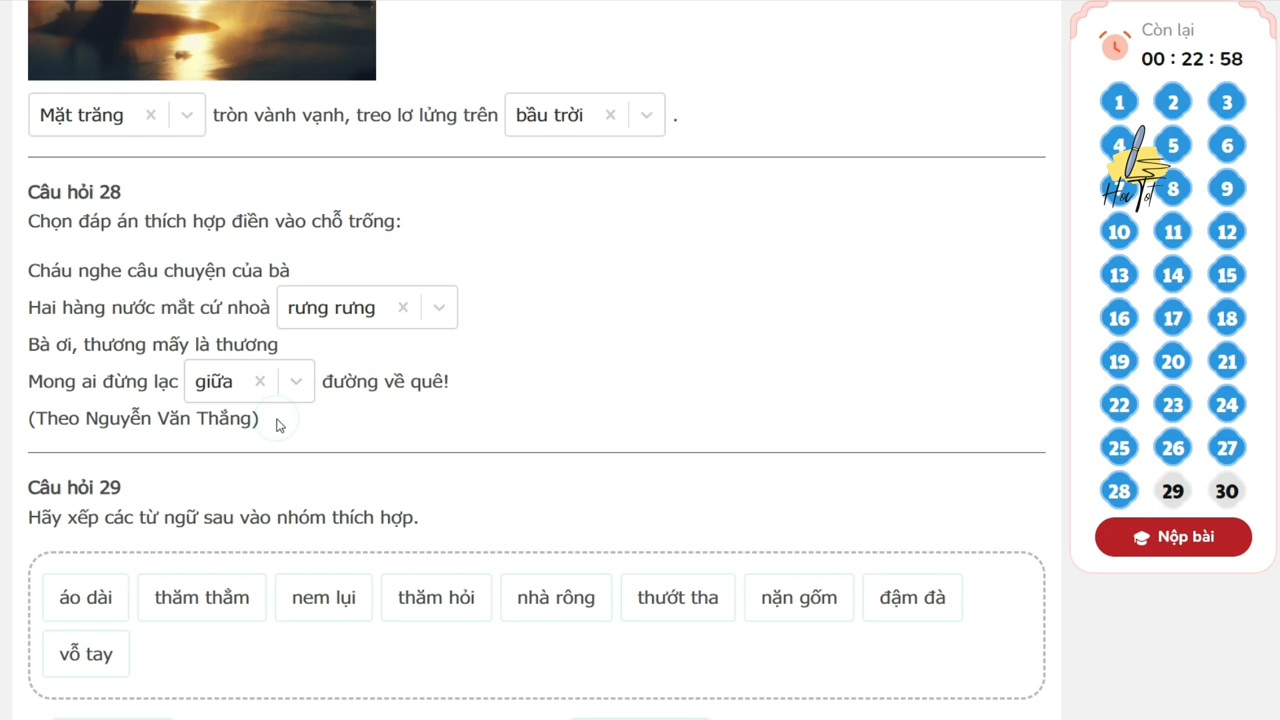 Mặt trăng tròn vành vạnh, treo lơ lửng trên bầu trời .
Câu hỏi 28
Chọn đáp án thích hợp điền vào chỗ trống:
Cháu nghe câu chuyện của bà
Hai hàng nước mắt cứ nhoà rưng rưng
Bà ơi, thương mấy là thương
Mong ai đừng lạc giữa đường về quê!
(Theo Nguyễn Văn Thắng)
Câu hỏi 29
Hãy xếp các từ ngữ sau vào nhóm thích hợp.
áo dài thăm thẳm nem lụi thăm hỏi nhà rông thướt tha nặn gốm đậm đà
vỗ tay
Còn lại
00 : 22 : 58
1 2 3
4 5 6
8 9
Học Tốt
10 11 12
13 14 15
16 17 18
19 20 21
22 23 24
25 26 27
28 29 30
Nộp bài